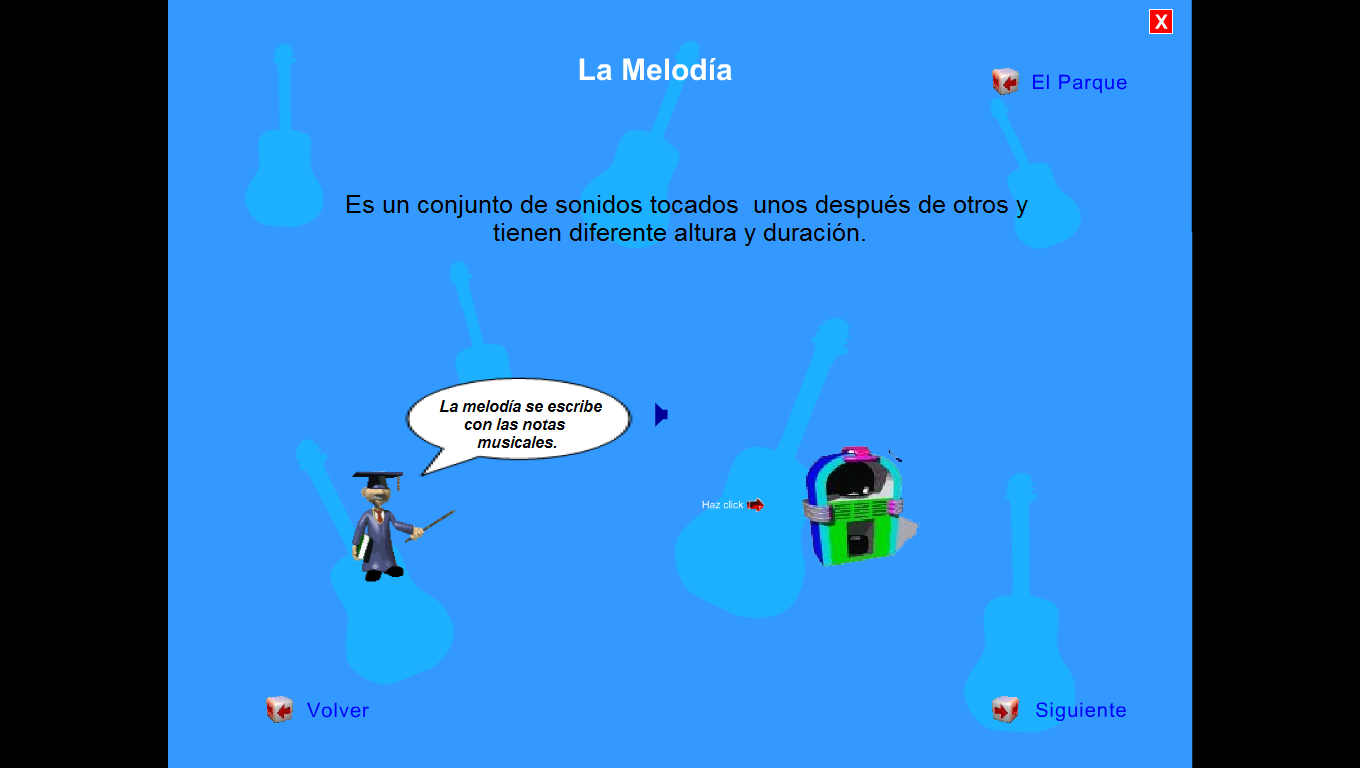 X
La Melodía
El Parque
Es un conjunto de sonidos tocados  unos después de otros y
tienen diferente altura y duración.
La melodía se escribe
con las notas
musicales.
Haz click
Volver
Siguiente